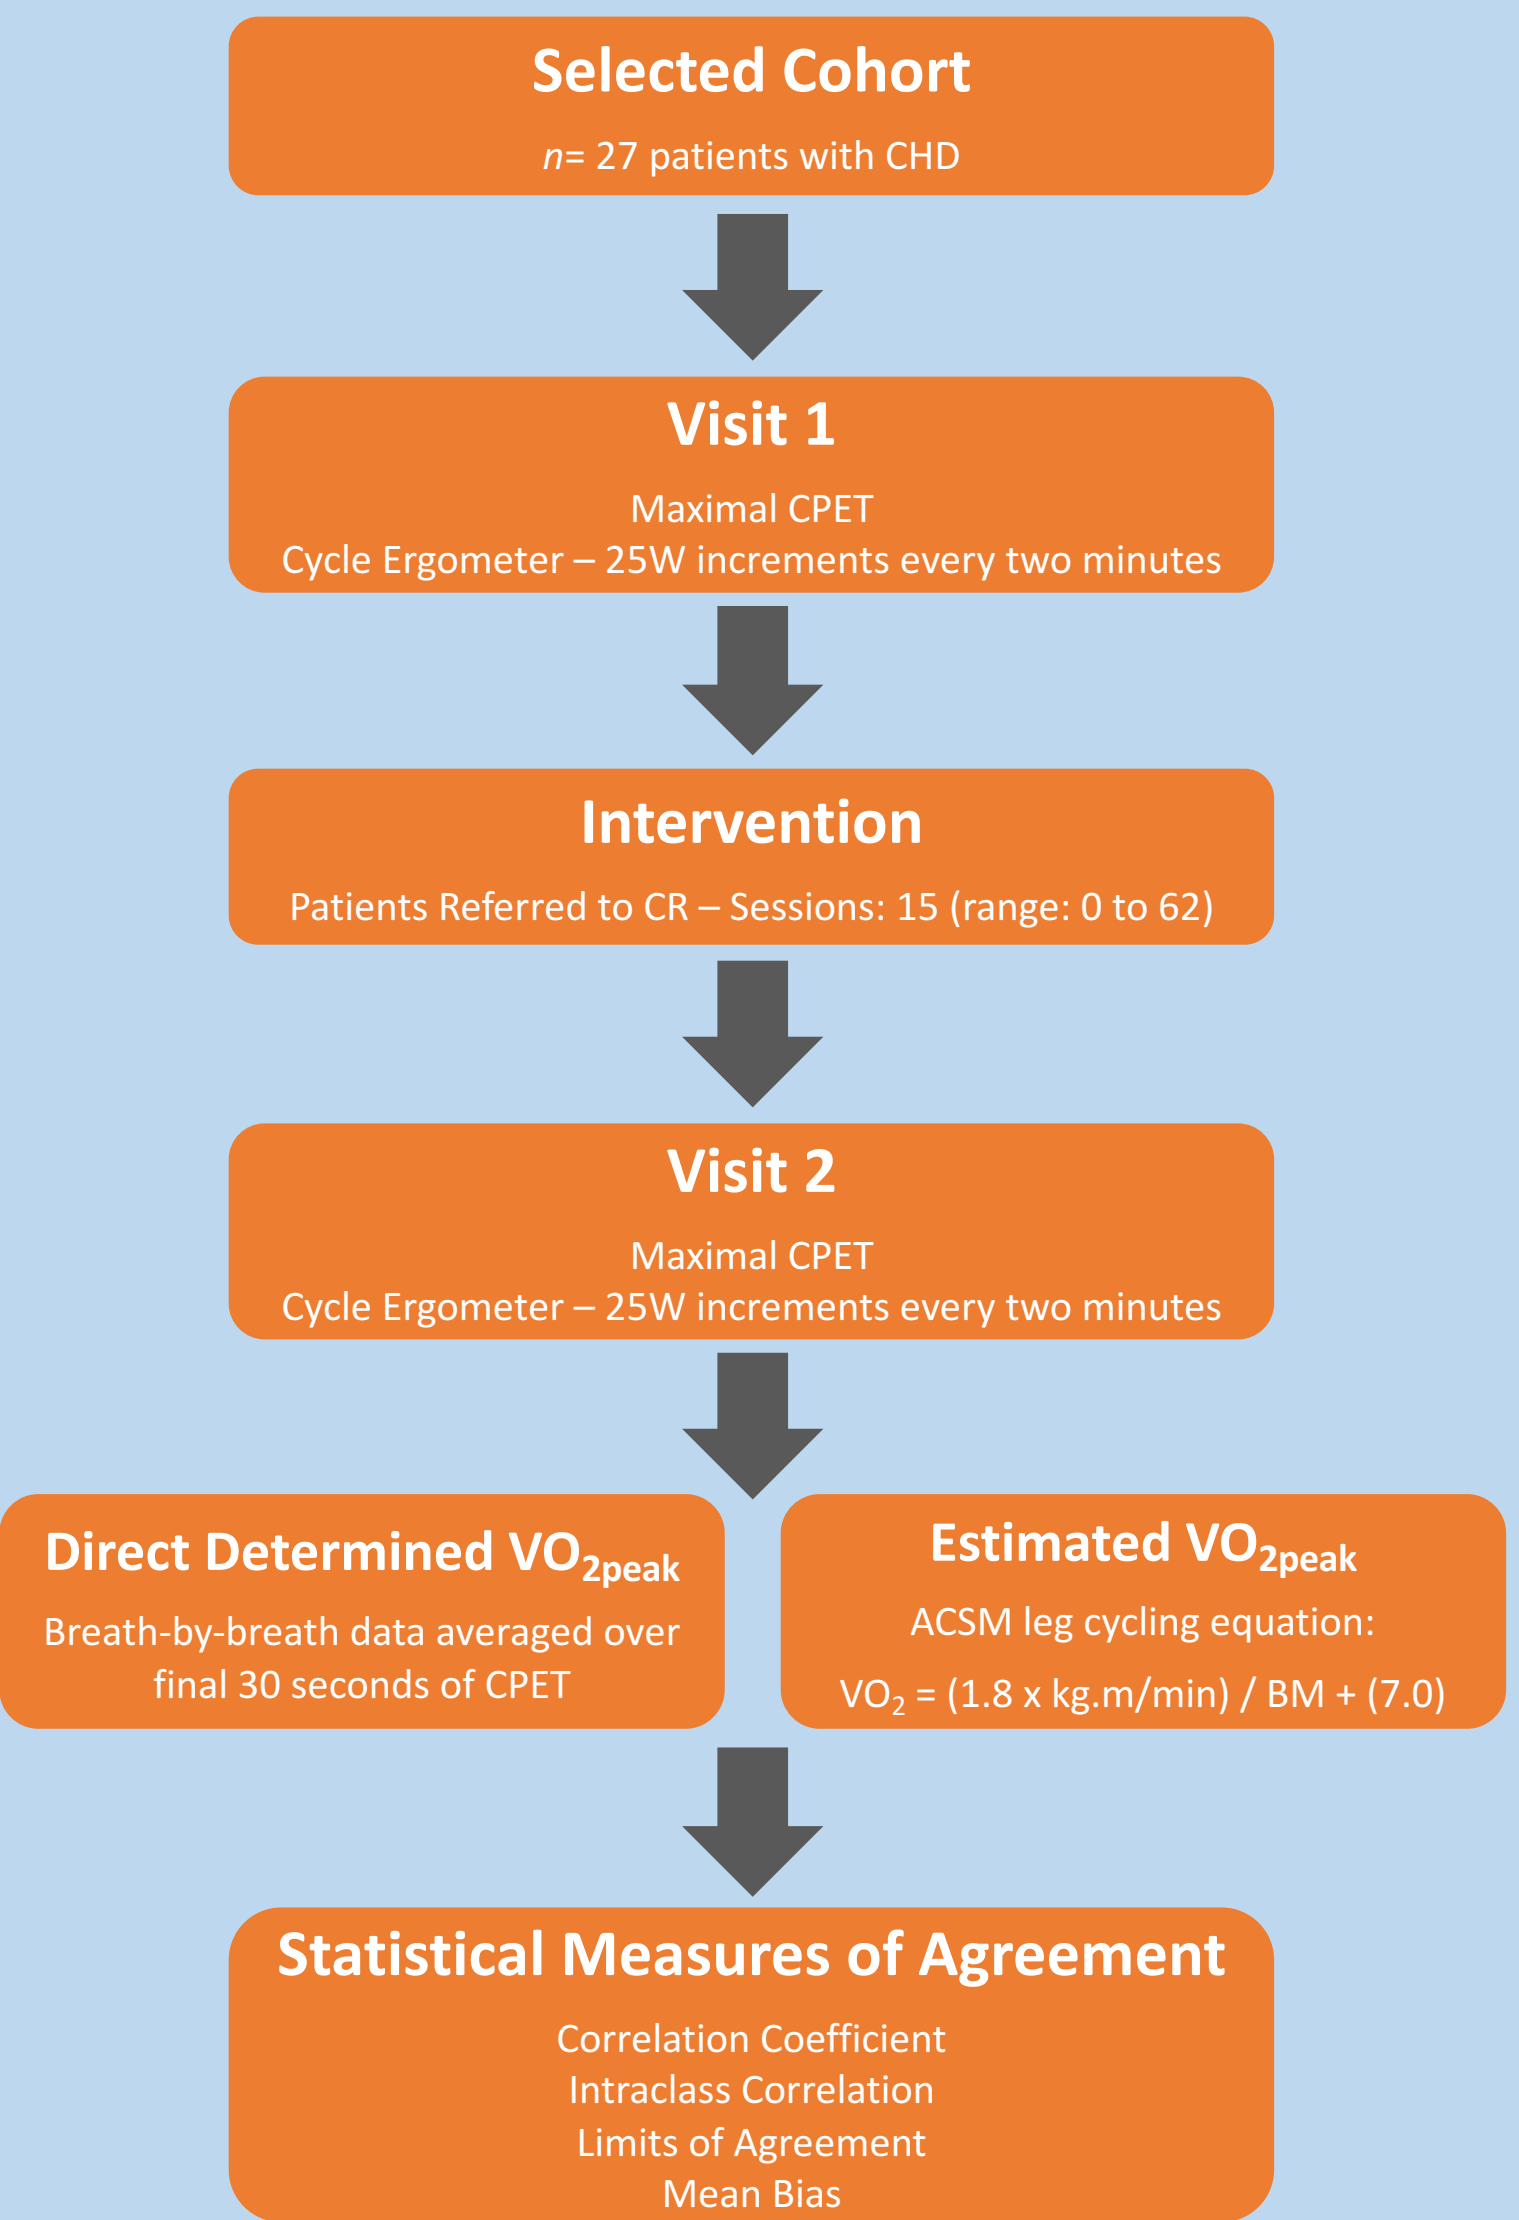 Selected Cohort
n= 27 patients with CHD
Visit 1
Maximal CPET
Cycle Ergometer – 25W increments every two minutes
Intervention
Patients Referred to CR – Sessions: 15 (range: 0 to 62)
Visit 2
Maximal CPET
Cycle Ergometer – 25W increments every two minutes
Direct Determined VO2peak
Breath-by-breath data averaged over
final 30 seconds of CPET
Estimated VO2peak
ACSM leg cycling equation:
VO2 = (1.8 x kg.m/min) / BM + (7.0)
Statistical Measures of Agreement
Correlation Coefficient
Intraclass Correlation
Limits of Agreement
Mean Bias